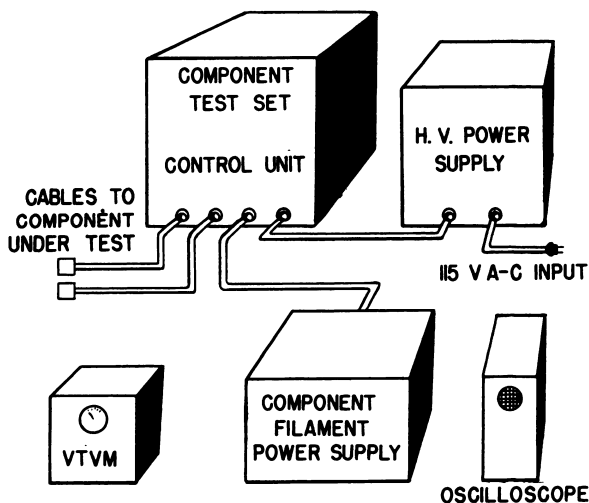 COMPONENT
TEST SET
CONTROL UNIT
H. V. POWER
SUPPLY
CABLES TO
COMPONENT
UNDER TEST
115 V A-C INPUT
VTVM
COMPONENT
FILAMENT
POWER SUPPLY
OSCILLOSCOPE